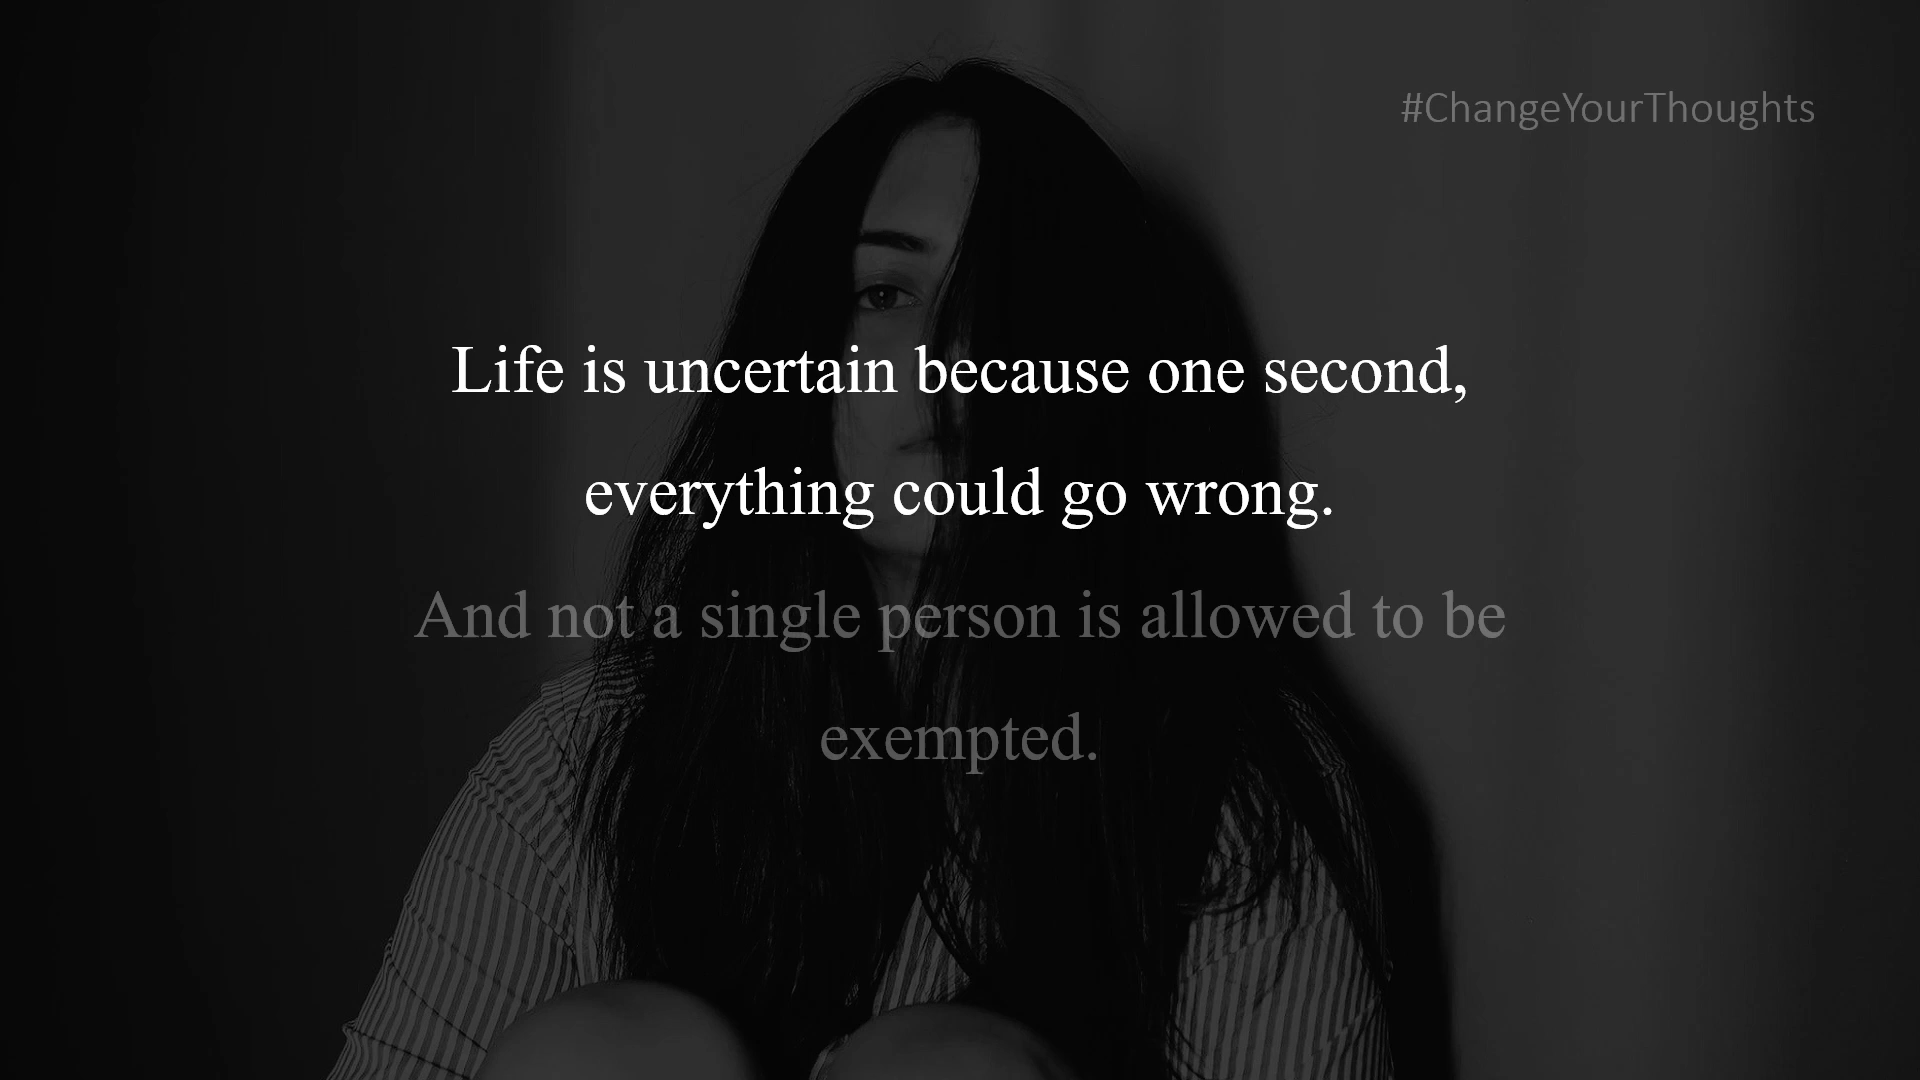 #ChangeYourThoughts
Life is uncertain because one second,
everything could go wrong.
And not a single person is allowed to be
exempted.